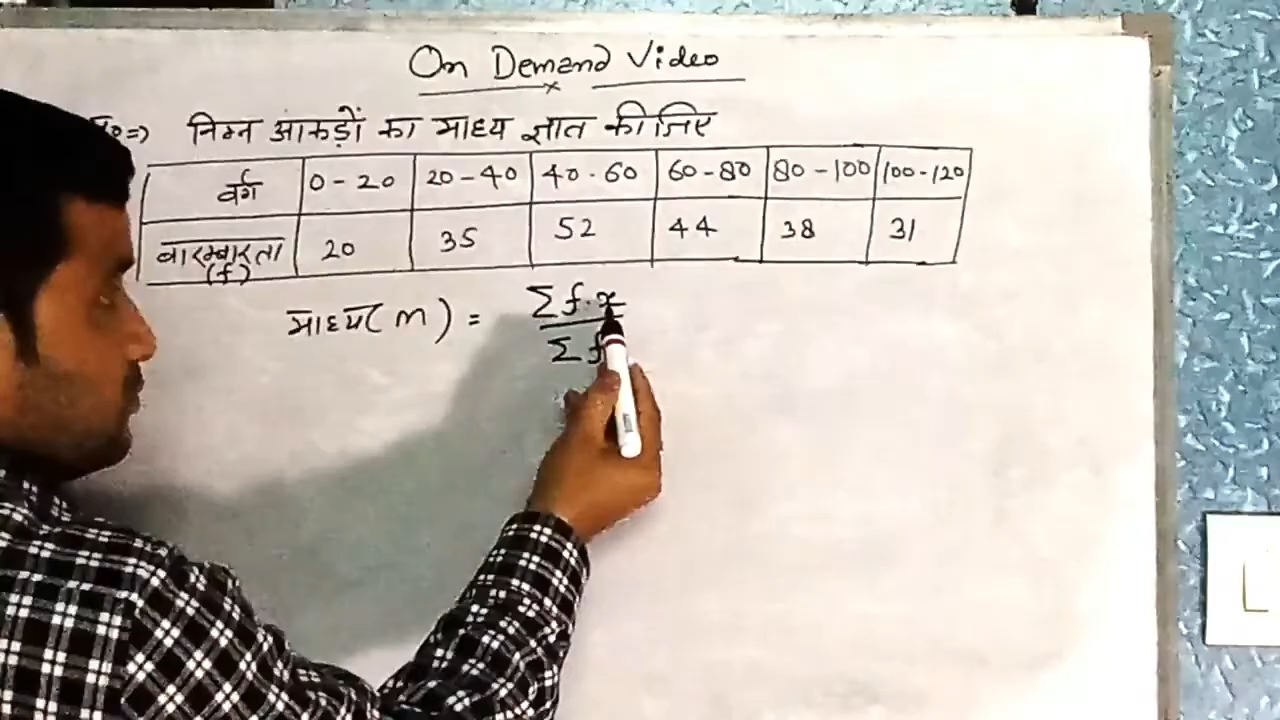 On Demand Video
निम्न आंकड़ों का माध्य ज्ञात कीजिए
वर्ग 0-20 20-40 40-60 60-80 80-100 100-120
बारम्बारता (f) 20 35 52 44 38 31
माध्य (m) = Σf·x / Σf